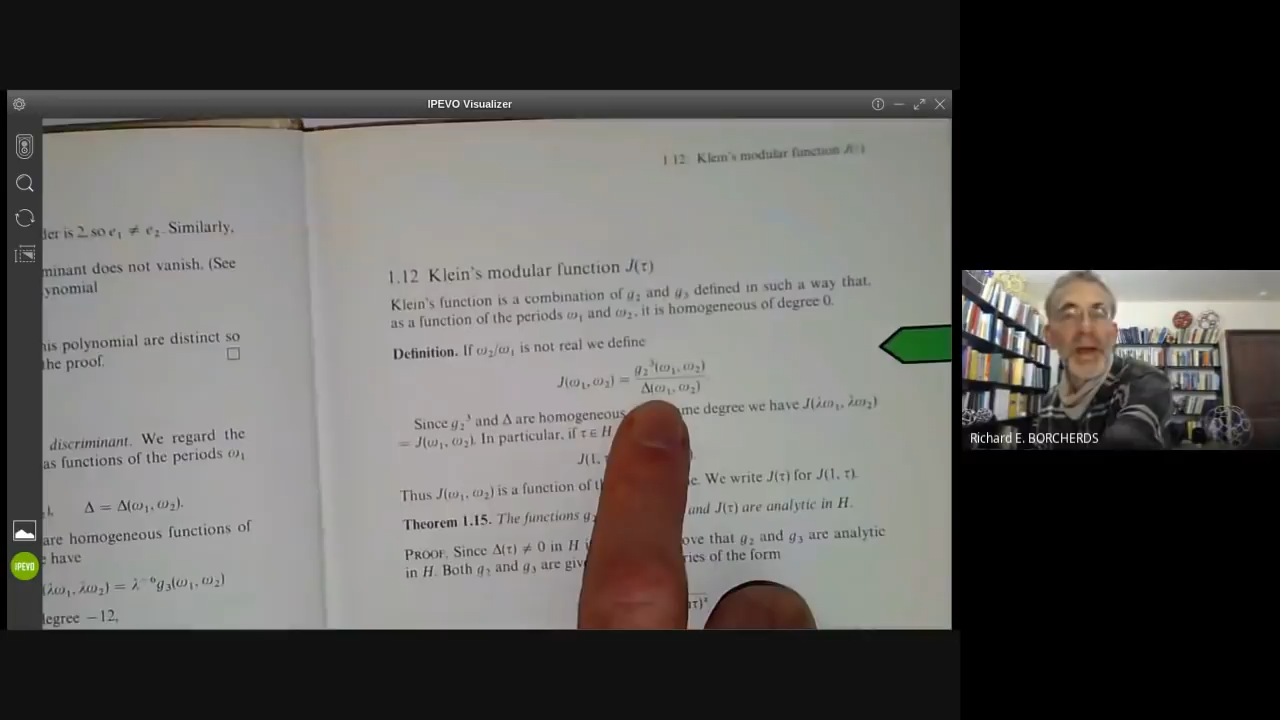 IPEVO Visualizer
1.12: Klein's modular function J(τ)
der is 2, so e₁ ≠ e₂. Similarly,
minant does not vanish. (See
ynomial
his polynomial are distinct so
the proof. □
discriminant. We regard the
as functions of the periods ω₁
Δ = Δ(ω₁, ω₂).
are homogeneous functions of
e have
(λω₁, λω₂) = λ⁻⁶g₃(ω₁, ω₂)
legree −12,
1.12 Klein's modular function J(τ)
Klein's function is a combination of g₂ and g₃ defined in such a way that,
as a function of the periods ω₁ and ω₂, it is homogeneous of degree 0.
Definition. If ω₂/ω₁ is not real we define
J(ω₁, ω₂) = g₂³(ω₁, ω₂) / Δ(ω₁, ω₂)
Since g₂³ and Δ are homogeneous me degree we have J(λω₁, λω₂)
= J(ω₁, ω₂). In particular, if τ ∈ H
J(1, τ
Thus J(ω₁, ω₂) is a function of e. We write J(τ) for J(1, τ).
Theorem 1.15. The functions g₂ and J(τ) are analytic in H.
PROOF. Since Δ(τ) ≠ 0 in H ove that g₂ and g₃ are analytic
in H. Both g₂ and g₃ are give ries of the form
IPEVO
Richard E. BORCHERDS